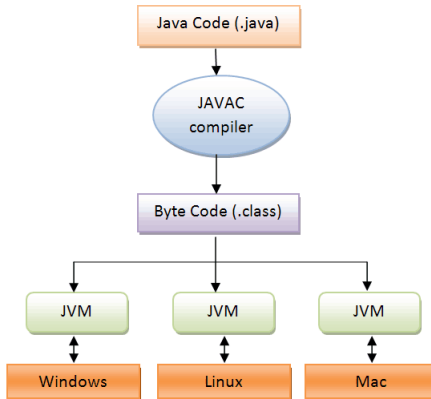 Java Code (.java)
JAVAC
compiler
Byte Code (.class)
JVM
JVM
JVM
Windows
Linux
Mac